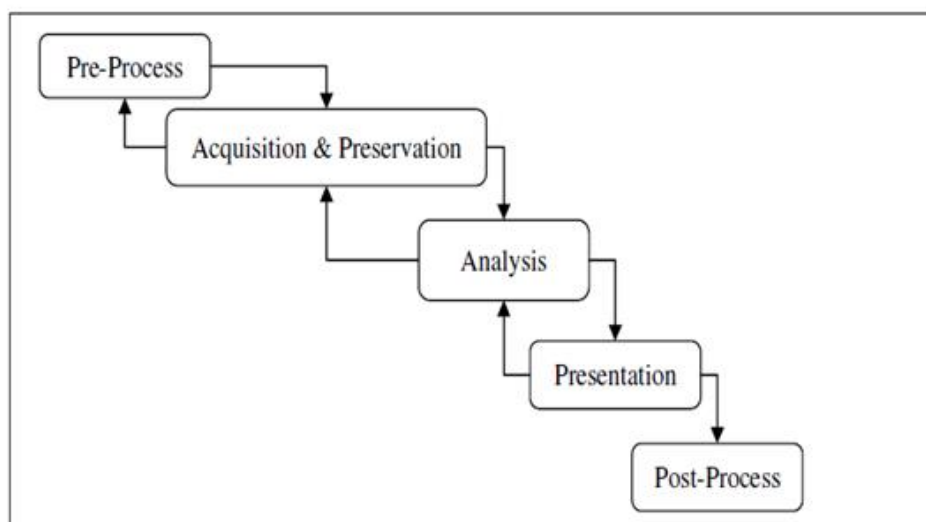 Pre-Process
Acquisition & Preservation
Analysis
Presentation
Post-Process